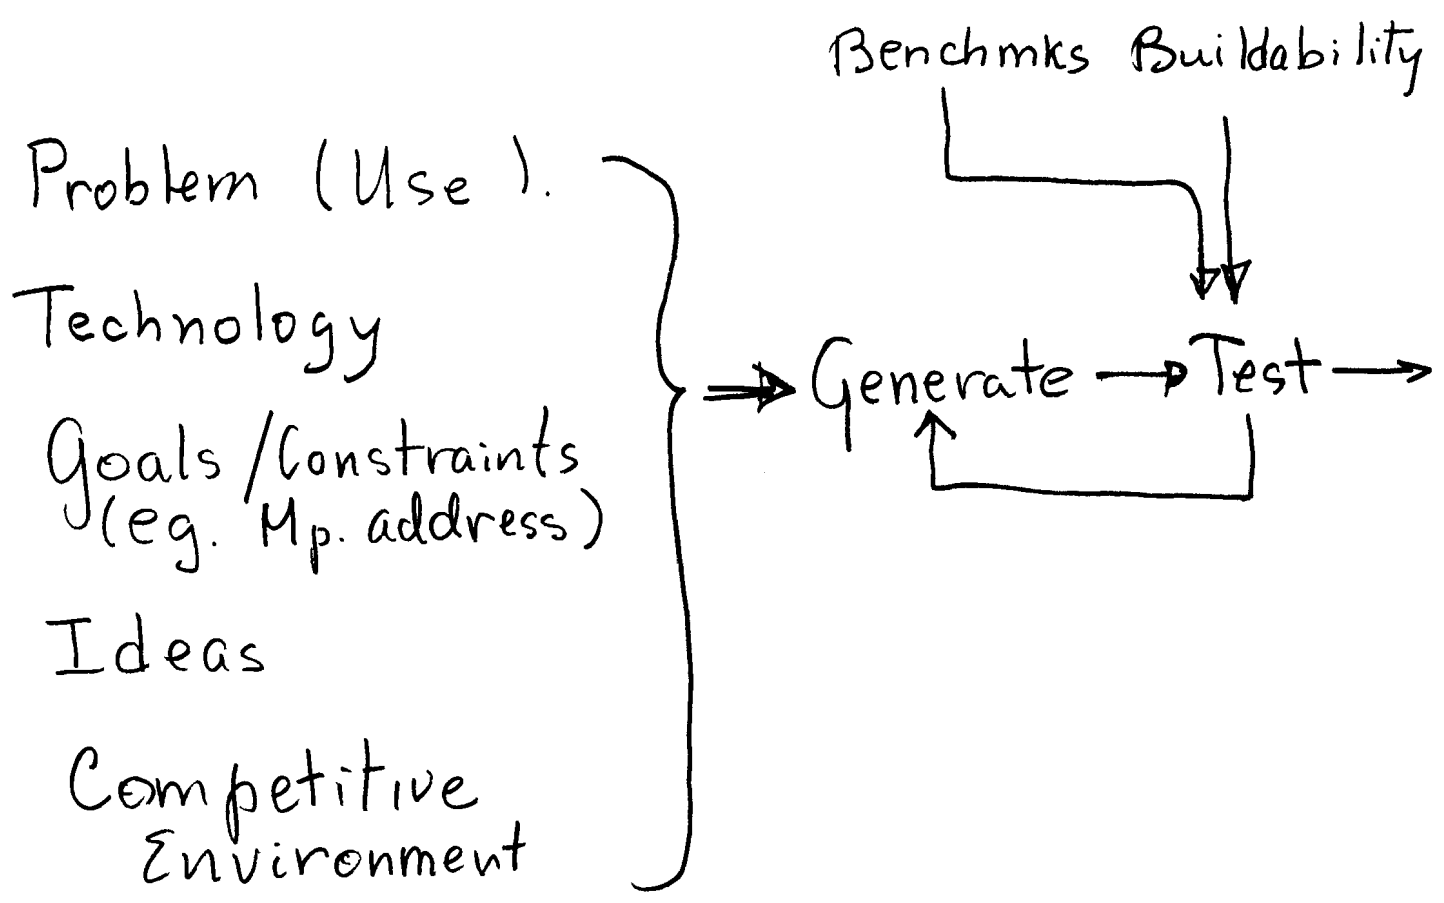 Benchmks Buildability
Problem (Use ).
Technology
Goals/Constraints
(eg. Mp. address)
Ideas
Competitive
Environment
Generate
Test